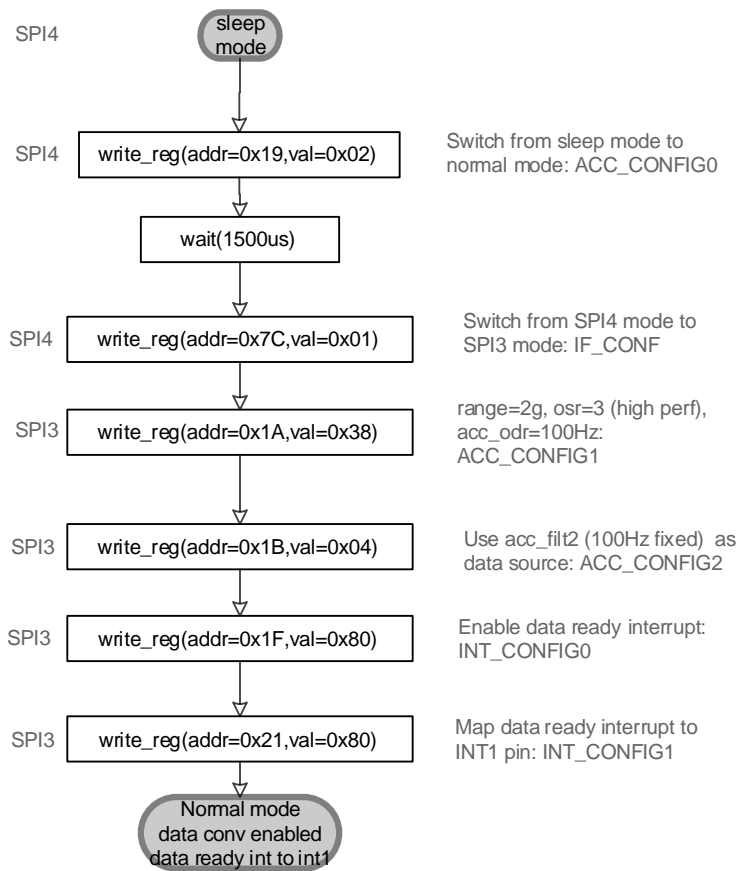 SPI4
sleep
mode
SPI4
write_reg(addr=0x19,val=0x02)
Switch from sleep mode to
normal mode: ACC_CONFIG0
wait(1500us)
SPI4
write_reg(addr=0x7C,val=0x01)
Switch from SPI4 mode to
SPI3 mode: IF_CONF
SPI3
write_reg(addr=0x1A,val=0x38)
range=2g, osr=3 (high perf),
acc_odr=100Hz:
ACC_CONFIG1
SPI3
write_reg(addr=0x1B,val=0x04)
Use acc_filt2 (100Hz fixed) as
data source: ACC_CONFIG2
SPI3
write_reg(addr=0x1F,val=0x80)
Enable data ready interrupt:
INT_CONFIG0
SPI3
write_reg(addr=0x21,val=0x80)
Map data ready interrupt to
INT1 pin: INT_CONFIG1
Normal mode
data conv enabled
data ready int to int1